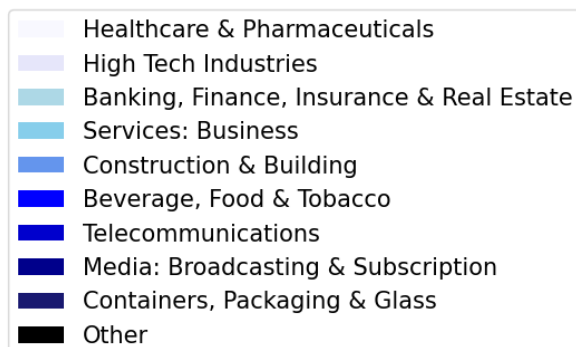 Healthcare & Pharmaceuticals
High Tech Industries
Banking, Finance, Insurance & Real Estate
Services: Business
Construction & Building
Beverage, Food & Tobacco
Telecommunications
Media: Broadcasting & Subscription
Containers, Packaging & Glass
Other